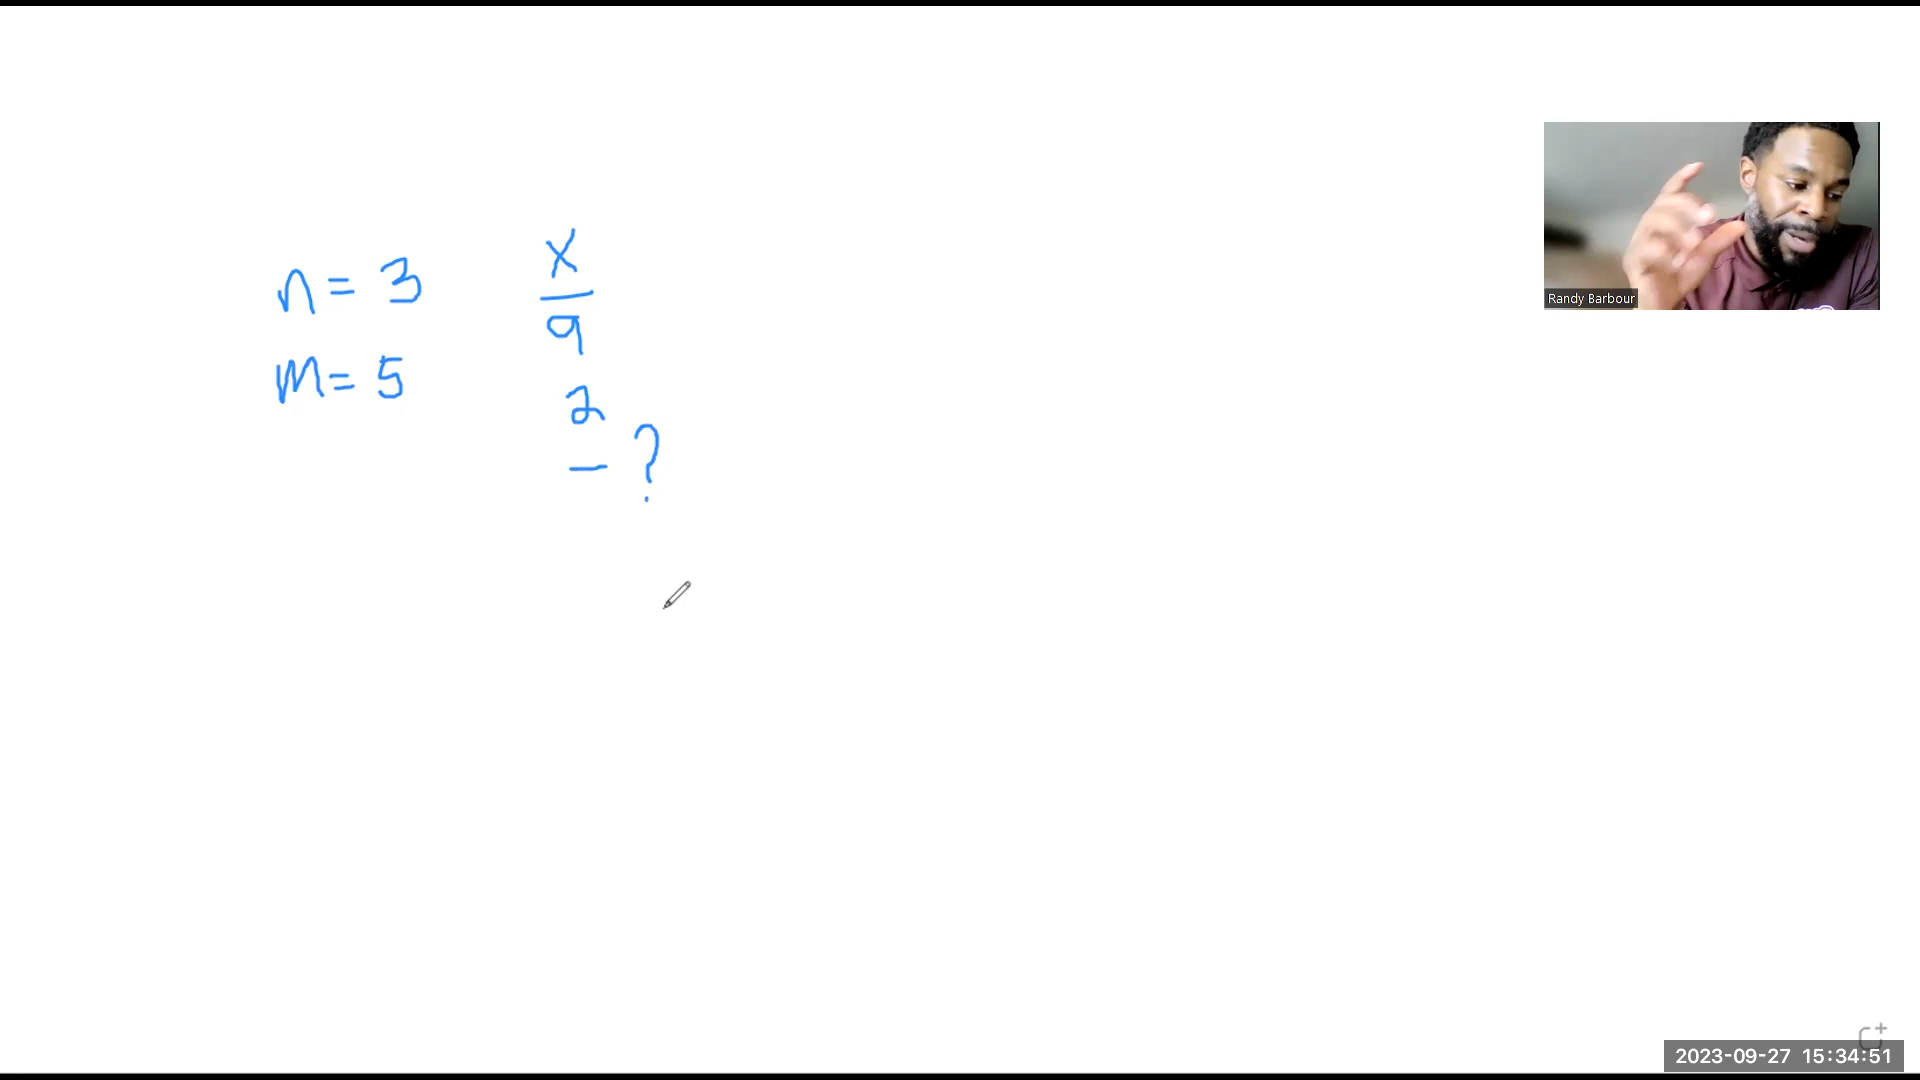 n = 3
m = 5
x
9
2
— ?
Randy Barbour
2023-09-27 15:34:51